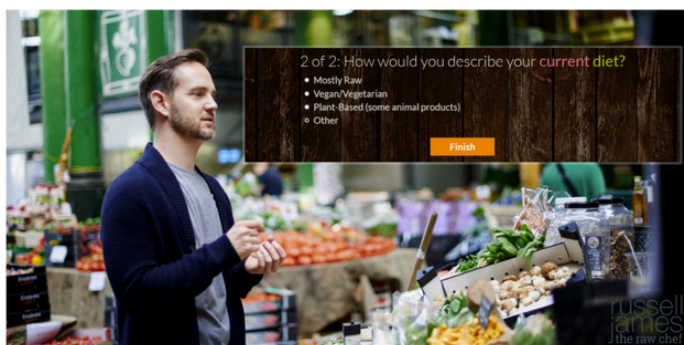 2 of 2: How would you describe your current diet?
Mostly Raw
Vegan/Vegetarian
Plant-Based (some animal products)
Other
Finish
russell
james
the raw chef